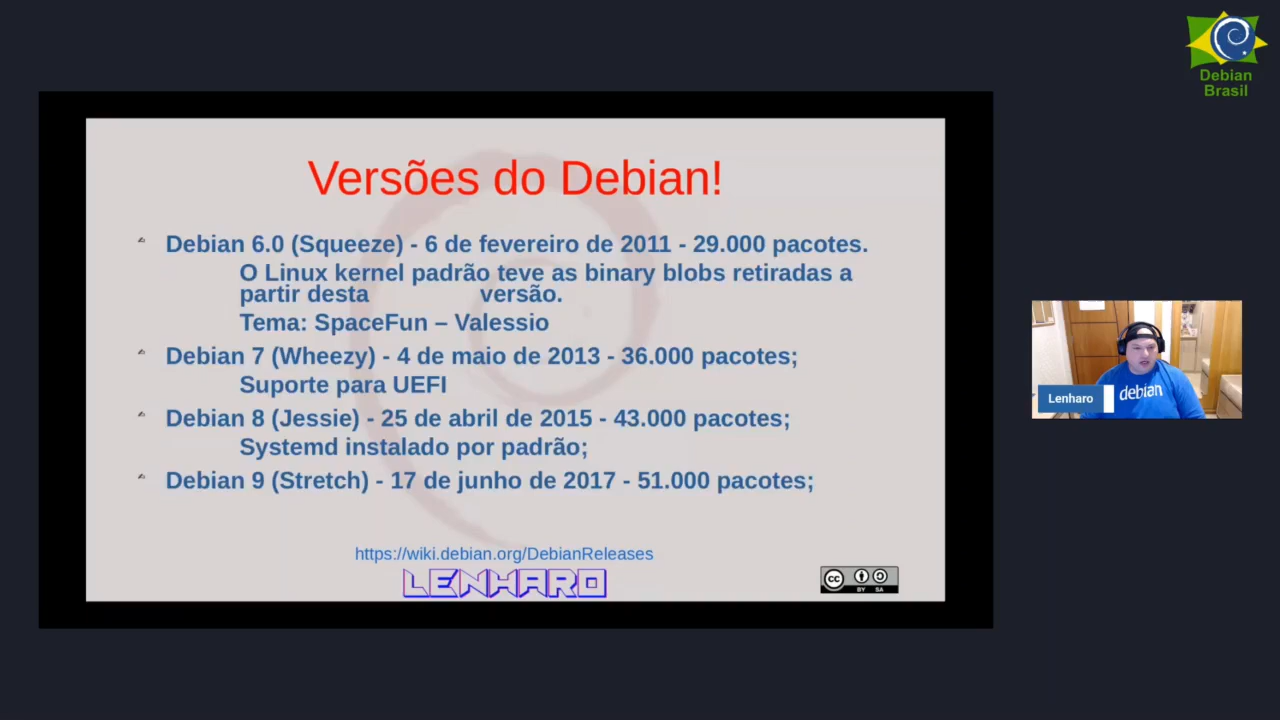 Debian
Brasil
Versões do Debian!
Debian 6.0 (Squeeze) - 6 de fevereiro de 2011 - 29.000 pacotes.
O Linux kernel padrão teve as binary blobs retiradas a
partir desta versão.
Tema: SpaceFun – Valessio
Debian 7 (Wheezy) - 4 de maio de 2013 - 36.000 pacotes;
Suporte para UEFI
Debian 8 (Jessie) - 25 de abril de 2015 - 43.000 pacotes;
Systemd instalado por padrão;
Debian 9 (Stretch) - 17 de junho de 2017 - 51.000 pacotes;
https://wiki.debian.org/DebianReleases
LENHARO
cc BY SA
Lenharo
debian